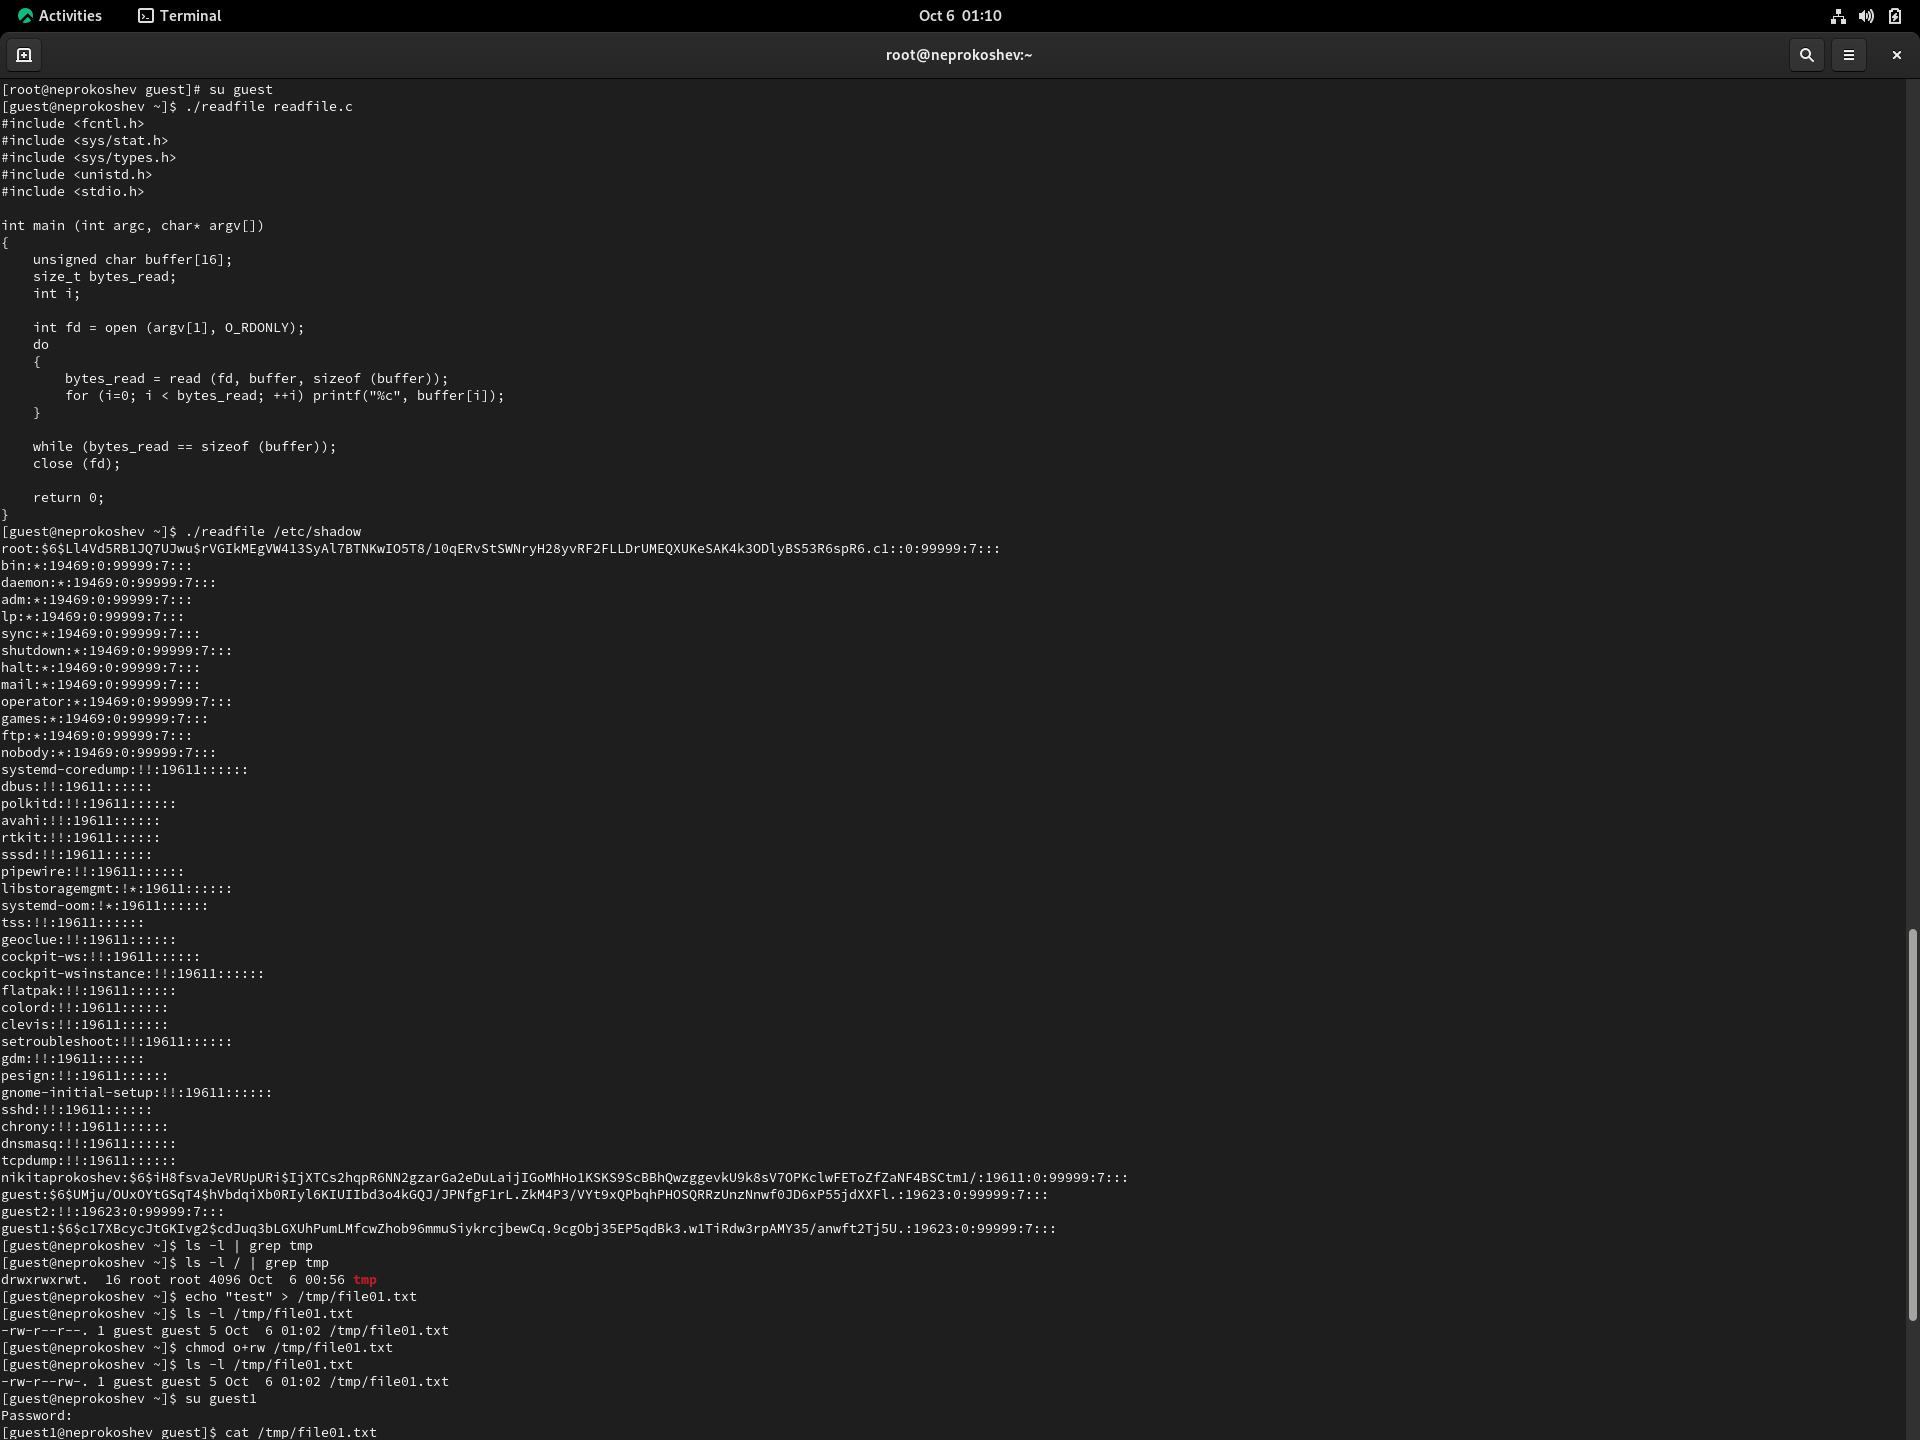 Activities
Terminal
Oct 6 01:10
root@neprokoshev:~
[root@neprokoshev guest]# su guest
[guest@neprokoshev ~]$ ./readfile readfile.c
#include <fcntl.h>
#include <sys/stat.h>
#include <sys/types.h>
#include <unistd.h>
#include <stdio.h>
int main (int argc, char* argv[])
{
    unsigned char buffer[16];
    size_t bytes_read;
    int i;
    int fd = open (argv[1], O_RDONLY);
    do
    {
        bytes_read = read (fd, buffer, sizeof (buffer));
        for (i=0; i < bytes_read; ++i) printf("%c", buffer[i]);
    }
    while (bytes_read == sizeof (buffer));
    close (fd);
    return 0;
}
[guest@neprokoshev ~]$ ./readfile /etc/shadow
root:$6$Ll4Vd5RB1JQ7UJwu$rVGIkMEgVW413SyAl7BTNKwIO5T8/10qERvStSWNryH28yvRF2FLLDrUMEQXUKeSAK4k3ODlyBS53R6spR6.c1::0:99999:7:::
bin:*:19469:0:99999:7:::
daemon:*:19469:0:99999:7:::
adm:*:19469:0:99999:7:::
lp:*:19469:0:99999:7:::
sync:*:19469:0:99999:7:::
shutdown:*:19469:0:99999:7:::
halt:*:19469:0:99999:7:::
mail:*:19469:0:99999:7:::
operator:*:19469:0:99999:7:::
games:*:19469:0:99999:7:::
ftp:*:19469:0:99999:7:::
nobody:*:19469:0:99999:7:::
systemd-coredump:!!:19611::::::
dbus:!!:19611::::::
polkitd:!!:19611::::::
avahi:!!:19611::::::
rtkit:!!:19611::::::
sssd:!!:19611::::::
pipewire:!!:19611::::::
libstoragemgmt:!*:19611::::::
systemd-oom:!*:19611::::::
tss:!!:19611::::::
geoclue:!!:19611::::::
cockpit-ws:!!:19611::::::
cockpit-wsinstance:!!:19611::::::
flatpak:!!:19611::::::
colord:!!:19611::::::
clevis:!!:19611::::::
setroubleshoot:!!:19611::::::
gdm:!!:19611::::::
pesign:!!:19611::::::
gnome-initial-setup:!!:19611::::::
sshd:!!:19611::::::
chrony:!!:19611::::::
dnsmasq:!!:19611::::::
tcpdump:!!:19611::::::
nikitaprokoshev:$6$iH8fsvaJeVRUpURi$IjXTCs2hqpR6NN2gzarGa2eDuLaijIGoMhHo1KSKS9ScBBhQwzggevkU9k8sV7OPKclwFEToZfZaNF4BSCtm1/:19611:0:99999:7:::
guest:$6$UMju/OUxOYtGSqT4$hVbdqiXb0RIyl6KIUIIbd3o4kGQJ/JPNfgF1rL.ZkM4P3/VYt9xQPbqhPHOSQRRzUnzNnwf0JD6xP55jdXXFl.:19623:0:99999:7:::
guest2:!!:19623:0:99999:7:::
guest1:$6$c17XBcycJtGKIvg2$cdJuq3bLGXUhPumLMfcwZhob96mmuSiykrcjbewCq.9cgObj35EP5qdBk3.w1TiRdw3rpAMY35/anwft2Tj5U.:19623:0:99999:7:::
[guest@neprokoshev ~]$ ls -l | grep tmp
[guest@neprokoshev ~]$ ls -l / | grep tmp
drwxrwxrwt.  16 root root 4096 Oct  6 00:56 tmp
[guest@neprokoshev ~]$ echo "test" > /tmp/file01.txt
[guest@neprokoshev ~]$ ls -l /tmp/file01.txt
-rw-r--r--. 1 guest guest 5 Oct  6 01:02 /tmp/file01.txt
[guest@neprokoshev ~]$ chmod o+rw /tmp/file01.txt
[guest@neprokoshev ~]$ ls -l /tmp/file01.txt
-rw-r--rw-. 1 guest guest 5 Oct  6 01:02 /tmp/file01.txt
[guest@neprokoshev ~]$ su guest1
Password:
[guest1@neprokoshev guest]$ cat /tmp/file01.txt